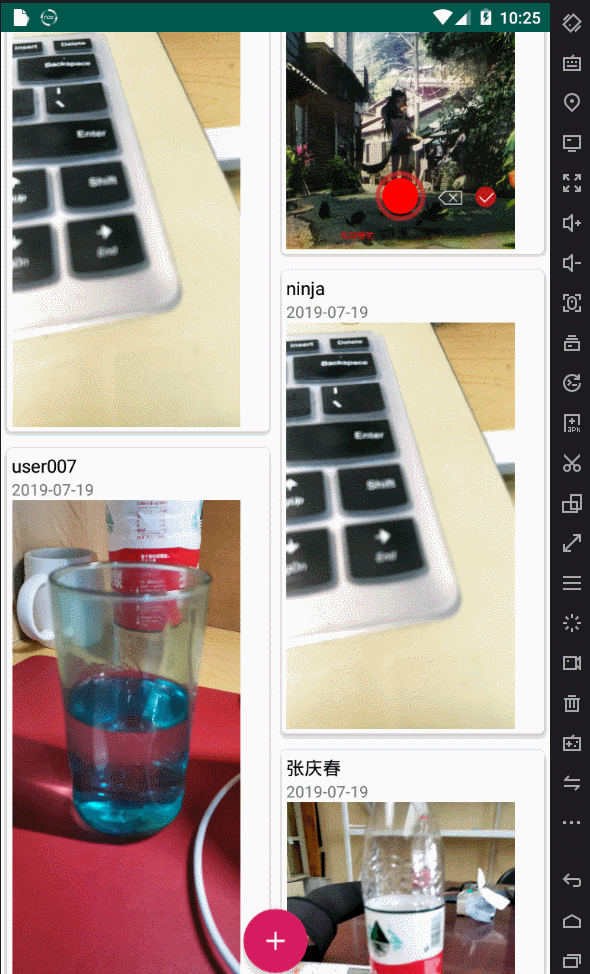 10:25
Insert
Delete
Backspace
Enter
Shift
End
ninja
2019-07-19
Insert
Delete
Backspace
Enter
Shift
End
user007
2019-07-19
张庆春
2019-07-19